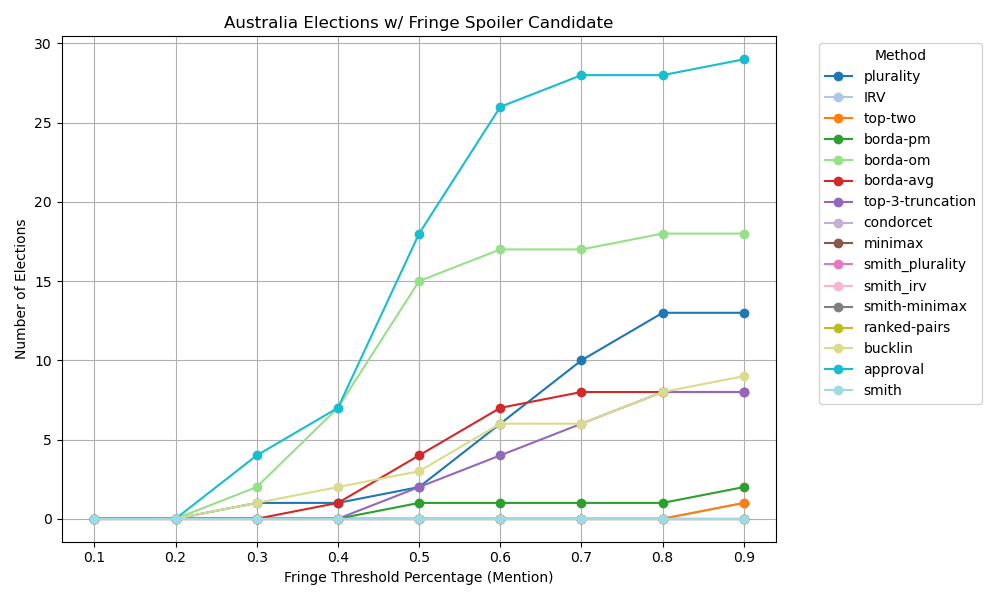 Australia Elections w/ Fringe Spoiler Candidate
Number of Elections
30
25
20
15
10
5
0
0.1 0.2 0.3 0.4 0.5 0.6 0.7 0.8 0.9
Fringe Threshold Percentage (Mention)
Method
plurality
IRV
top-two
borda-pm
borda-om
borda-avg
top-3-truncation
condorcet
minimax
smith_plurality
smith_irv
smith-minimax
ranked-pairs
bucklin
approval
smith